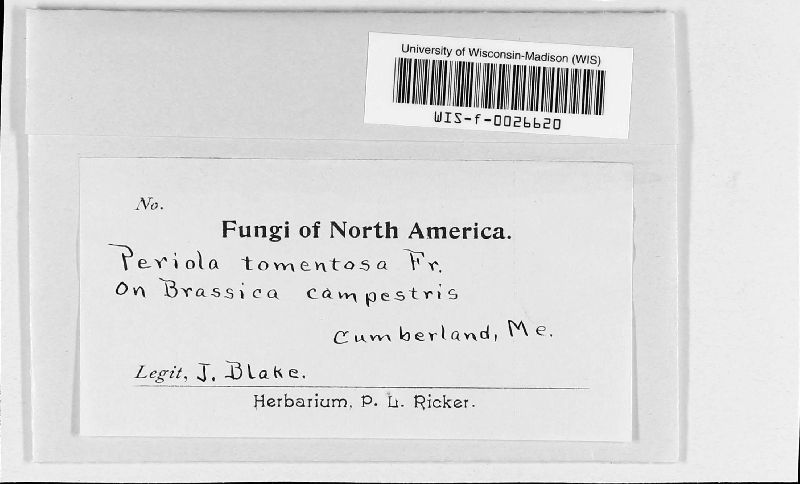 University of Wisconsin-Madison (WIS)
WIS-f-0026620
No.
Fungi of North America.
Periola tomentosa Fr.
on Brassica campestris
Cumberland, Me.
Legit, J. Blake.
Herbarium, P. L. Ricker.